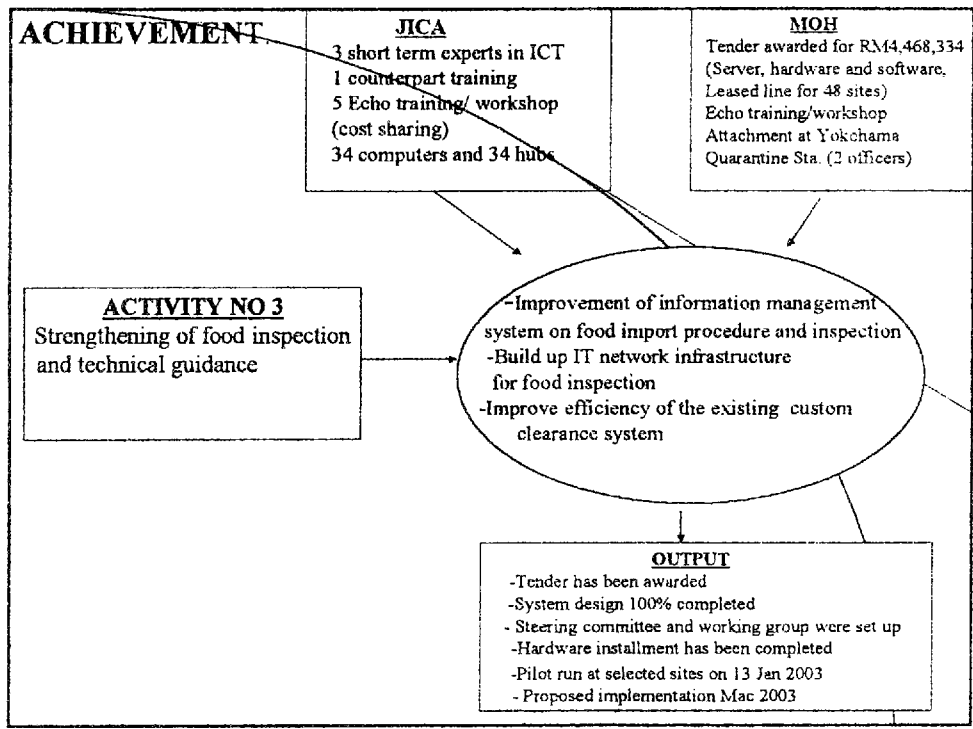 ACHIEVEMENT..
JICA
3 short term experts in ICT
1 counterpart training
5 Echo training/ workshop
(cost sharing)
34 computers and 34 hubs
MOH
Tender awarded for RM4,468,334
(Server, hardware and software,
Leased line for 48 sites)
Echo training/workshop
Attachment at Yokohama
Quarantine Sta. (2 officers)
ACTIVITY NO 3
Strengthening of food inspection
and technical guidance
-Improvement of information management
system on food import procedure and inspection
-Build up IT network infrastructure
for food inspection
-Improve efficiency of the existing custom
clearance system
OUTPUT
-Tender has been awarded
-System design 100% completed
- Steering committee and working group were set up
-Hardware installment has been completed
-Pilot run at selected sites on 13 Jan 2003
- Proposed implementation Mac 2003